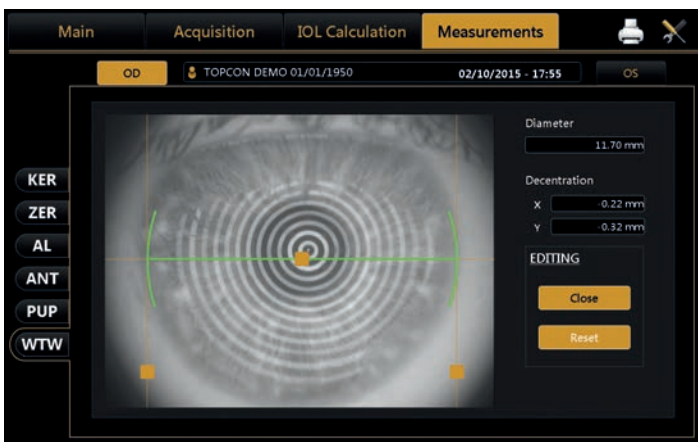 Main Acquisition IOL Calculation Measurements
OD TOPCON DEMO 01/01/1950 02/10/2015 - 17:55 OS
Diameter
11.70 mm
Decentration
X -0.22 mm
Y -0.32 mm
EDITING
Close
Reset
KER
ZER
AL
ANT
PUP
WTW